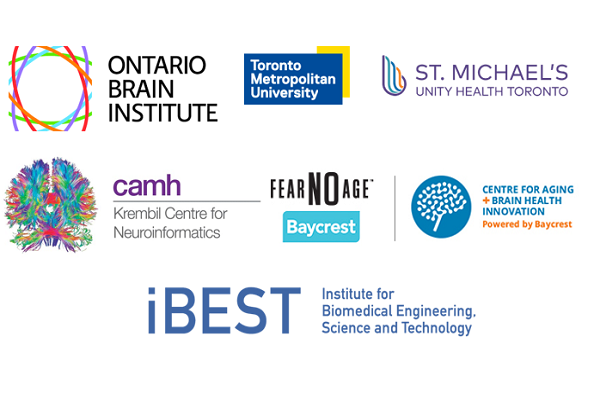 ONTARIO
BRAIN
INSTITUTE
Toronto
Metropolitan
University
ST. MICHAEL'S
UNITY HEALTH TORONTO
camh
Krembil Centre for
Neuroinformatics
FEARNOAGE™
Baycrest
CENTRE FOR AGING
+ BRAIN HEALTH
INNOVATION
Powered by Baycrest
iBEST
Institute for
Biomedical Engineering,
Science and Technology